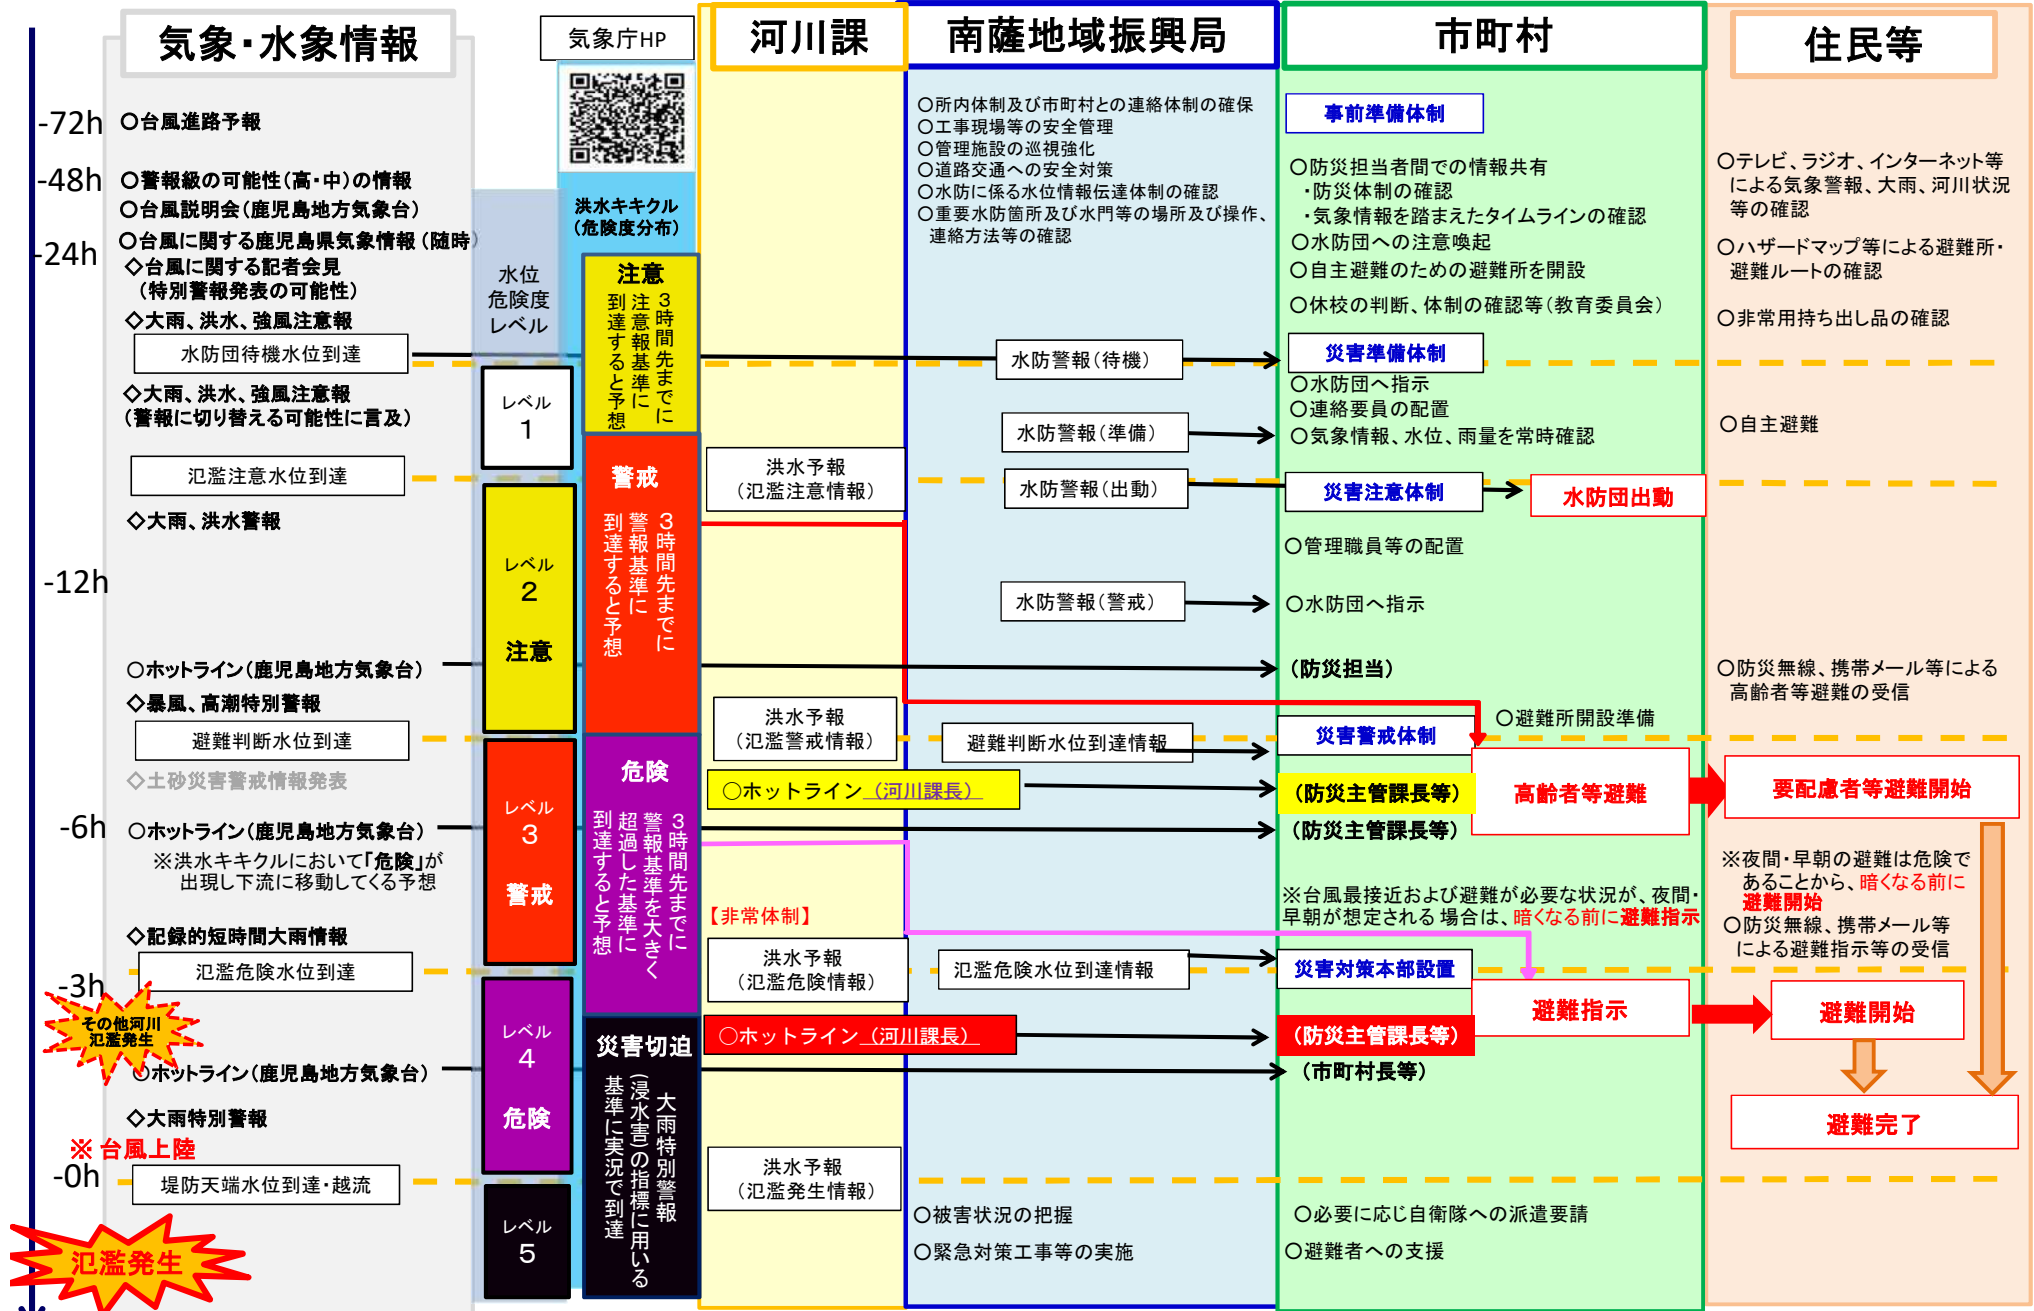 気象・水象情報
気象庁HP
河川課
南薩地域振興局
市町村
住民等
-72h
-48h
-24h
-12h
-6h
-3h
-0h
○台風進路予報
○警報級の可能性(高・中)の情報
○台風説明会(鹿児島地方気象台)
○台風に関する鹿児島県気象情報(随時)
◇台風に関する記者会見
(特別警報発表の可能性)
◇大雨、洪水、強風注意報
水防団待機水位到達
◇大雨、洪水、強風注意報
(警報に切り替える可能性に言及)
氾濫注意水位到達
◇大雨、洪水警報
○ホットライン(鹿児島地方気象台)
◇暴風、高潮特別警報
避難判断水位到達
◇土砂災害警戒情報発表
○ホットライン(鹿児島地方気象台)
※洪水キキクルにおいて「危険」が
出現し下流に移動してくる予想
◇記録的短時間大雨情報
氾濫危険水位到達
その他河川
氾濫発生
○ホットライン(鹿児島地方気象台)
◇大雨特別警報
※ 台風上陸
堤防天端水位到達・越流
氾濫発生
水位
危険度
レベル
レベル
1
レベル
2
注意
レベル
3
警戒
レベル
4
危険
レベル
5
洪水キキクル
(危険度分布)
注意
3時間先までに
注意報基準に
到達すると予想
警戒
3時間先までに
警報基準に
到達すると予想
危険
3時間先までに
警報基準を大きく
超過した基準に
到達すると予想
災害切迫
大雨特別警報
(浸水害)の指標に用いる
基準に実況で到達
洪水予報
(氾濫注意情報)
洪水予報
(氾濫警戒情報)
○ホットライン(河川課長)
【非常体制】
洪水予報
(氾濫危険情報)
○ホットライン(河川課長)
洪水予報
(氾濫発生情報)
○所内体制及び市町村との連絡体制の確保
○工事現場等の安全管理
○管理施設の巡視強化
○道路交通への安全対策
○水防に係る水位情報伝達体制の確認
○重要水防箇所及び水門等の場所及び操作、
連絡方法等の確認
水防警報(待機)
水防警報(準備)
水防警報(出動)
水防警報(警戒)
避難判断水位到達情報
氾濫危険水位到達情報
○被害状況の把握
○緊急対策工事等の実施
事前準備体制
○防災担当者間での情報共有
・防災体制の確認
・気象情報を踏まえたタイムラインの確認
○水防団への注意喚起
○自主避難のための避難所を開設
○休校の判断、体制の確認等(教育委員会)
災害準備体制
○水防団へ指示
○連絡要員の配置
○気象情報、水位、雨量を常時確認
災害注意体制
水防団出動
○管理職員等の配置
○水防団へ指示
(防災担当)
○避難所開設準備
災害警戒体制
(防災主管課長等)
高齢者等避難
(防災主管課長等)
※台風最接近および避難が必要な状況が、夜間・
早朝が想定される場合は、暗くなる前に避難指示
災害対策本部設置
避難指示
(防災主管課長等)
(市町村長等)
○必要に応じ自衛隊への派遣要請
○避難者への支援
○テレビ、ラジオ、インターネット等
による気象警報、大雨、河川状況
等の確認
○ハザードマップ等による避難所・
避難ルートの確認
○非常用持ち出し品の確認
○自主避難
○防災無線、携帯メール等による
高齢者等避難の受信
要配慮者等避難開始
※夜間・早朝の避難は危険で
あることから、暗くなる前に
避難開始
○防災無線、携帯メール等
による避難指示等の受信
避難開始
避難完了